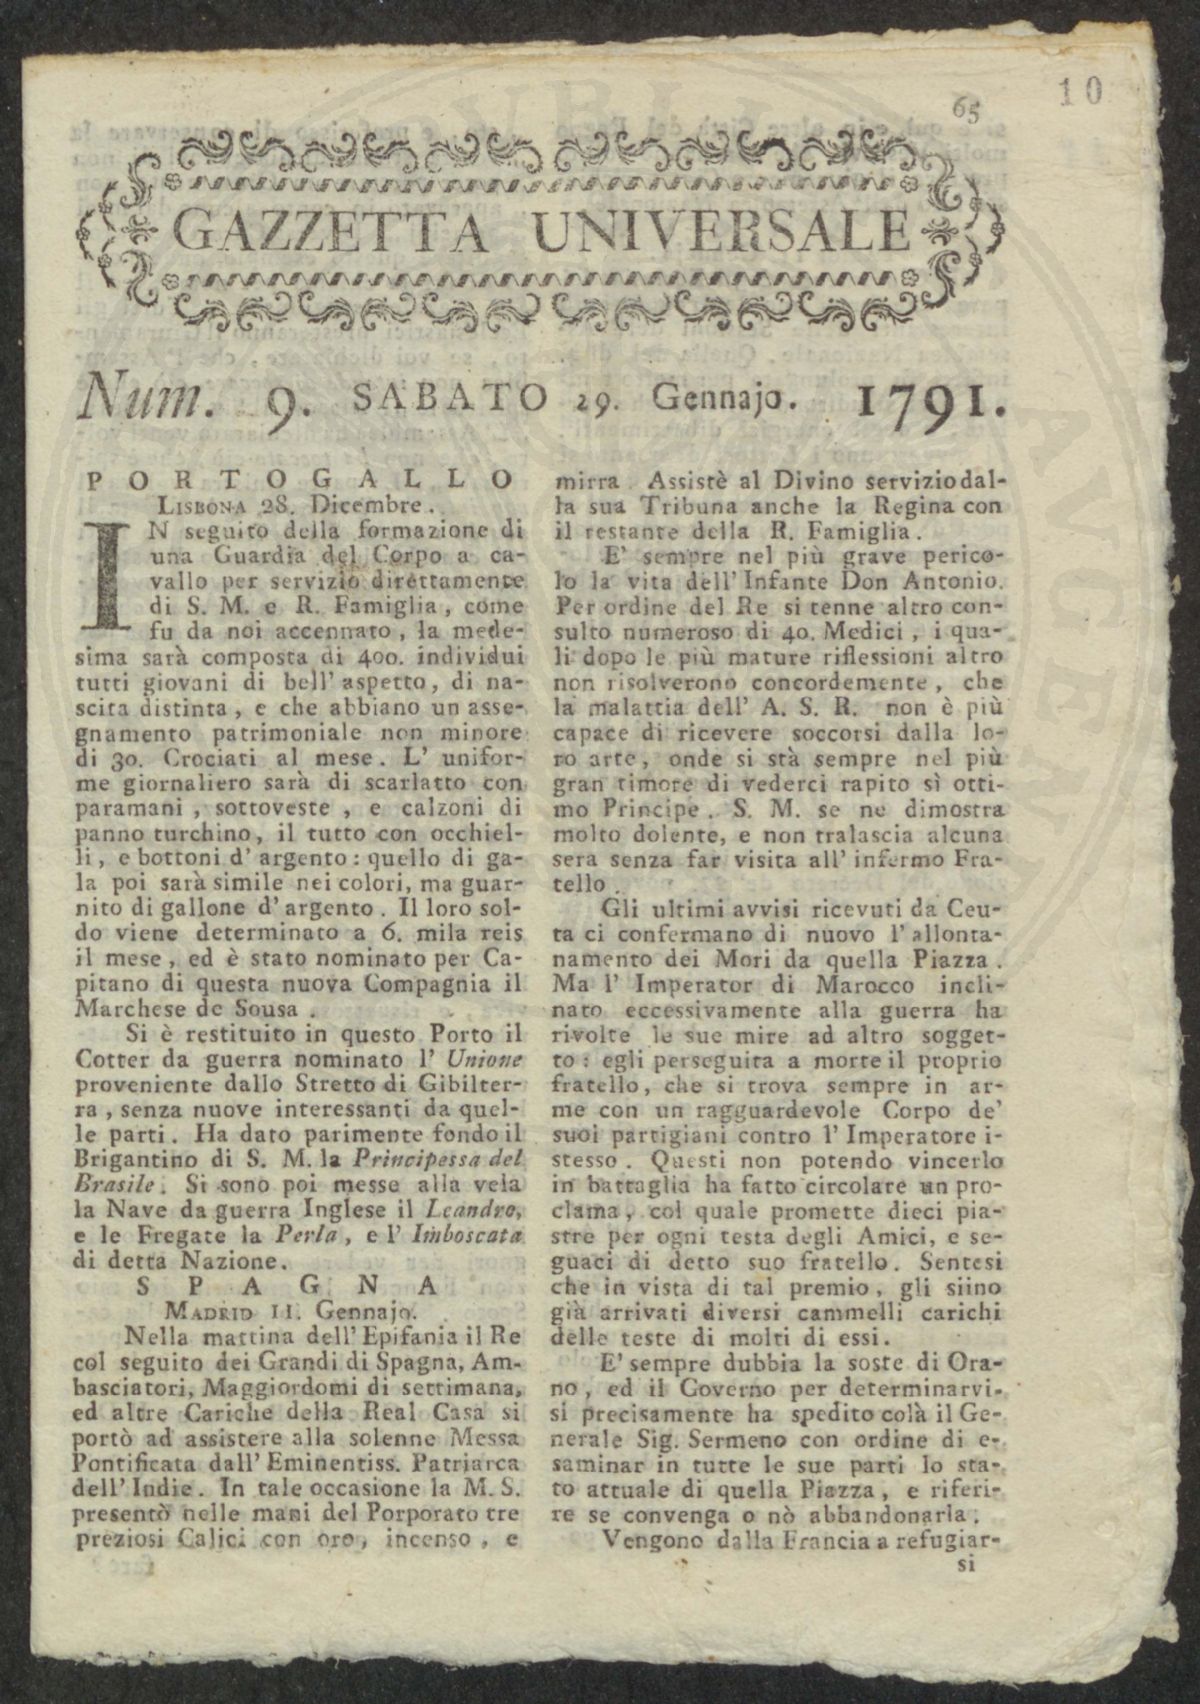 10
65
GAZZETTA UNIVERSALE
Num. 9. SABATO 29. Gennajo. 1791.
PORTOGALLO
LISBONA 28. Dicembre.
IN seguito della formazione di
una Guardia del Corpo a ca-
vallo per servizio direttamente
di S. M. e R. Famiglia, come
fu da noi accennato, la mede-
sima sarà composta di 400. individui
tutti giovani di bell' aspetto, di na-
scita distinta, e che abbiano un asse-
gnamento patrimoniale non minore
di 30. Crociati al mese. L' unifor-
me giornaliero sarà di scarlatto con
paramani, sottoveste, e calzoni di
panno turchino, il tutto con occhiel-
li, e bottoni d' argento: quello di ga-
la poi sarà simile nei colori, ma guar-
nito di gallone d' argento. Il loro sol-
do viene determinato a 6. mila reis
il mese, ed è stato nominato per Ca-
pitano di questa nuova Compagnia il
Marchese de Sousa.
Si è restituito in questo Porto il
Cotter da guerra nominato l' Unione
proveniente dallo Stretto di Gibilter-
ra, senza nuove interessanti da quel-
le parti. Ha dato parimente fondo il
Brigantino di S. M. la Principessa del
Brasile. Si sono poi messe alla vela
la Nave da guerra Inglese il Leandro,
e le Fregate la Perla, e l' Imboscata
di detta Nazione.
SPAGNA
MADRID 11. Gennajo.
Nella mattina dell' Epifania il Re
col seguito dei Grandi di Spagna, Am-
basciatori, Maggiordomi di settimana,
ed altre Cariche della Real Casa si
portò ad assistere alla solenne Messa
Pontificata dall' Eminentiss. Patriarca
dell' Indie. In tale occasione la M. S.
presentò nelle mani del Porporato tre
preziosi Calici con oro, incenso, e
mirra. Assistè al Divino servizio dal-
la sua Tribuna anche la Regina con
il restante della R. Famiglia.
E' sempre nel più grave perico-
lo la vita dell' Infante Don Antonio.
Per ordine del Re si tenne altro con-
sulto numeroso di 40. Medici, i qua-
li dopo le più mature riflessioni altro
non risolverono concordemente, che
la malattia dell' A. S. R. non è più
capace di ricevere soccorsi dalla lo-
ro arte, onde si stà sempre nel più
gran timore di vederci rapito sì otti-
mo Principe. S. M. se ne dimostra
molto dolente, e non tralascia alcuna
sera senza far visita all' infermo Fra-
tello.
Gli ultimi avvisi ricevuti da Ceu-
ta ci confermano di nuovo l' allonta-
namento dei Mori da quella Piazza.
Ma l' Imperator di Marocco incli-
nato eccessivamente alla guerra ha
rivolte le sue mire ad altro sogget-
to: egli perseguita a morte il proprio
fratello, che si trova sempre in ar-
me con un ragguardevole Corpo de'
suoi partigiani contro l' Imperatore i-
stesso. Questi non potendo vincerlo
in battaglia ha fatto circolare un pro-
clama, col quale promette dieci pia-
stre per ogni testa degli Amici, e se-
guaci di detto suo fratello. Sentesi
che in vista di tal premio, gli siino
già arrivati diversi cammelli carichi
delle teste di molti di essi.
E' sempre dubbia la soste di Ora-
no, ed il Governo per determinarvi-
si precisamente ha spedito colà il Ge-
nerale Sig. Sermeno con ordine di e-
saminar in tutte le sue parti lo sta-
to attuale di quella Piazza, e riferi-
re se convenga o nò abbandonarla.
Vengono dalla Francia a refugiar-
si